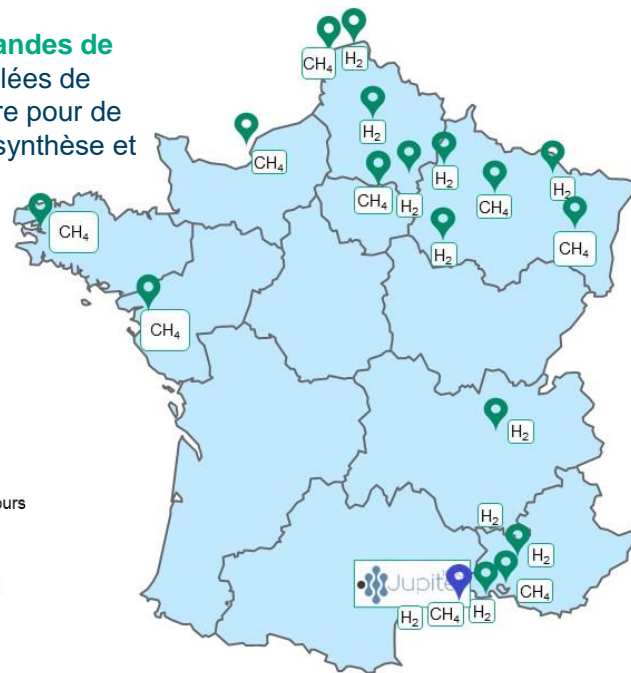 andes de
lées de
re pour de
synthèse et
CH₄
H₂
H₂
CH₄
H₂
CH₄
H₂
CH₄
H₂
CH₄
H₂
CH₄
CH₄
H₂
ours
H₂
H₂
Jupite
CH₄
H₂
CH₄
H₂